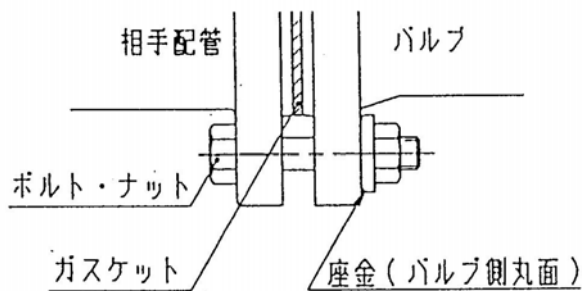 相手配管
バルブ
ボルト・ナット
ガスケット
座金(バルブ側丸面)